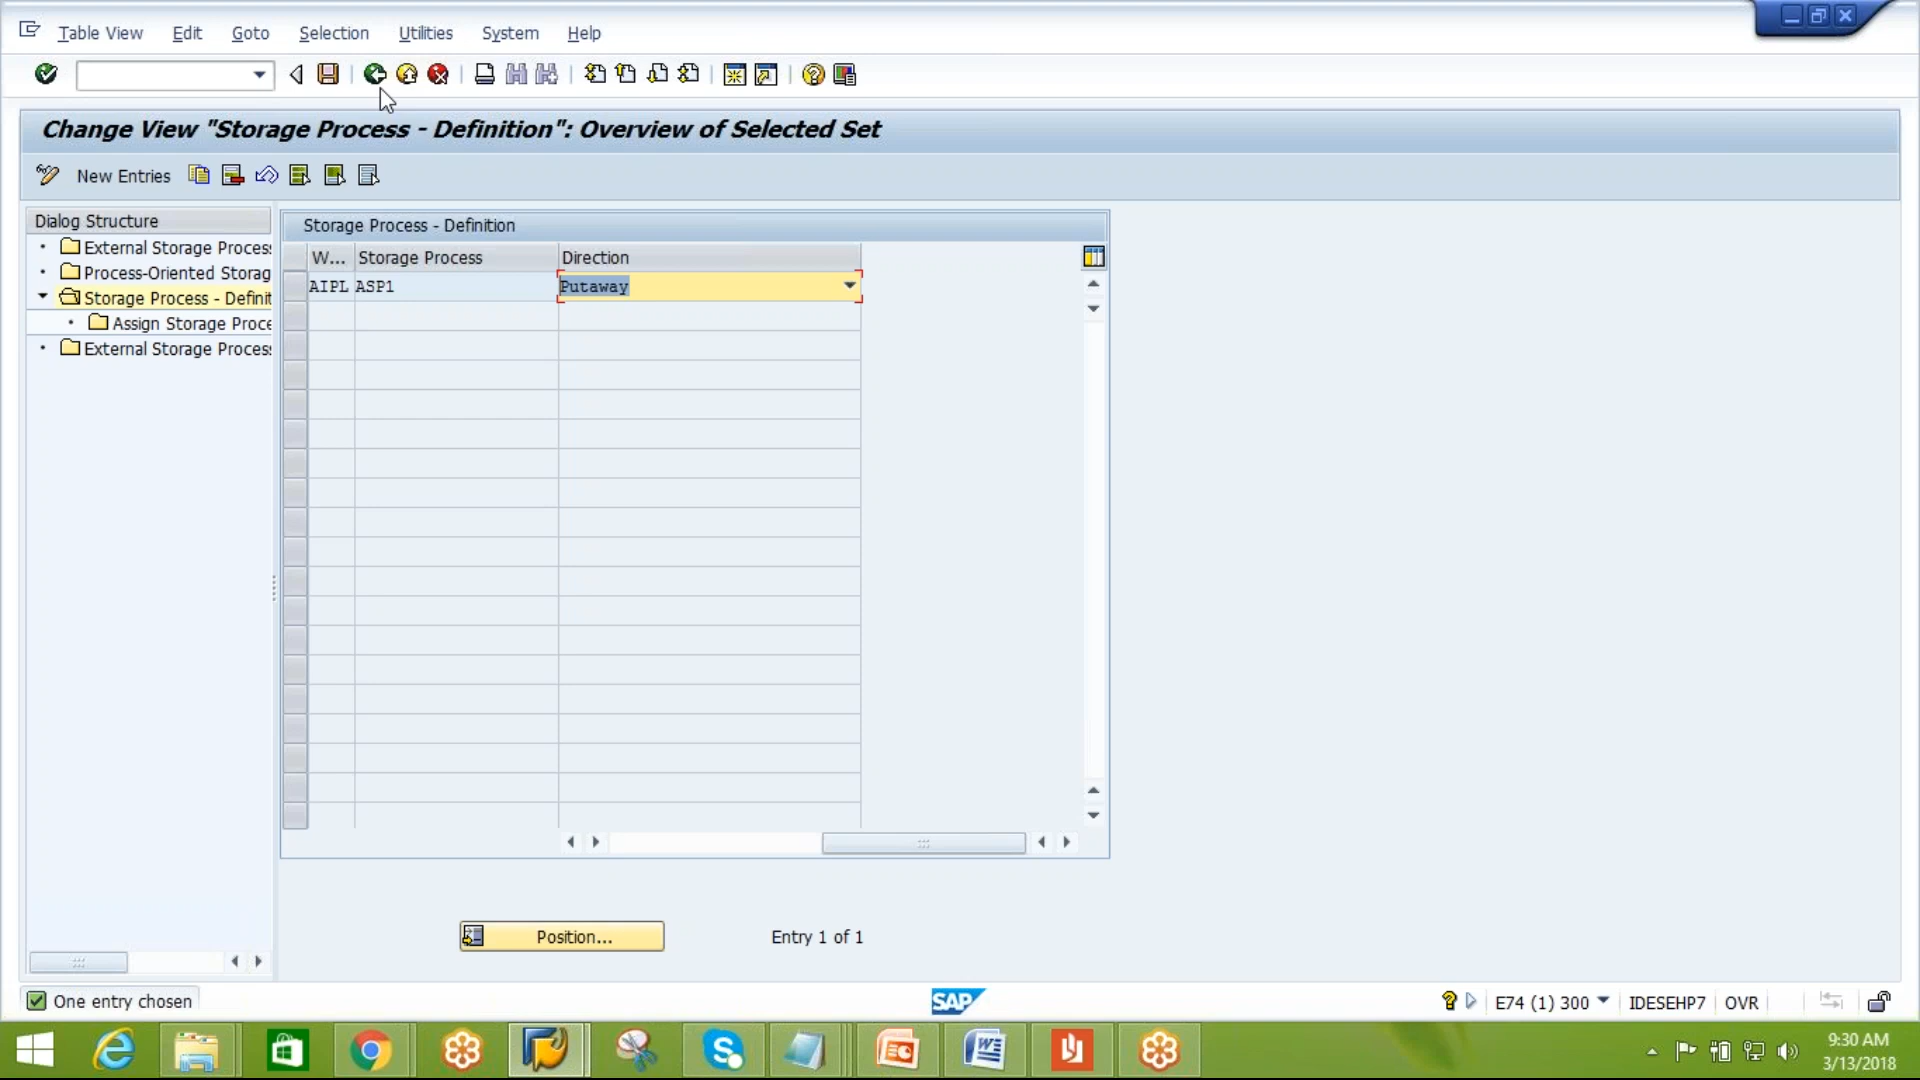 Table View Edit Goto Selection Utilities System Help
Change View "Storage Process - Definition": Overview of Selected Set
New Entries
Dialog Structure
External Storage Process
Process-Oriented Storag
Storage Process - Definit
Assign Storage Proce
External Storage Process
Storage Process - Definition
W... Storage Process Direction
AIPL ASP1 Putaway
Position... Entry 1 of 1
One entry chosen
SAP
E74 (1) 300 IDESEHP7 OVR
9:30 AM
3/13/2018